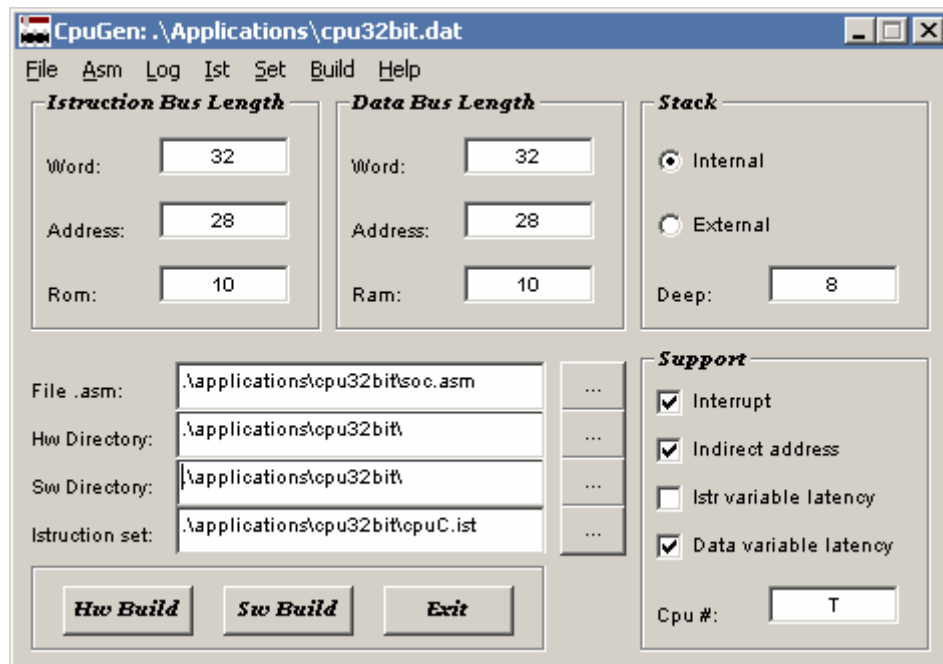 CpuGen: .\Applications\cpu32bit.dat
File Asm Log Ist Set Build Help
Istruction Bus Length
Word: 32
Address: 28
Rom: 10
Data Bus Length
Word: 32
Address: 28
Ram: 10
Stack
Internal
External
Deep: 8
File .asm: .\applications\cpu32bit\soc.asm ...
Hw Directory: .\applications\cpu32bit\ ...
Sw Directory: .\applications\cpu32bit\ ...
Istruction set: .\applications\cpu32bit\cpuC.ist ...
Support
Interrupt
Indirect address
Istr variable latency
Data variable latency
Cpu #: T
Hw Build Sw Build Exit